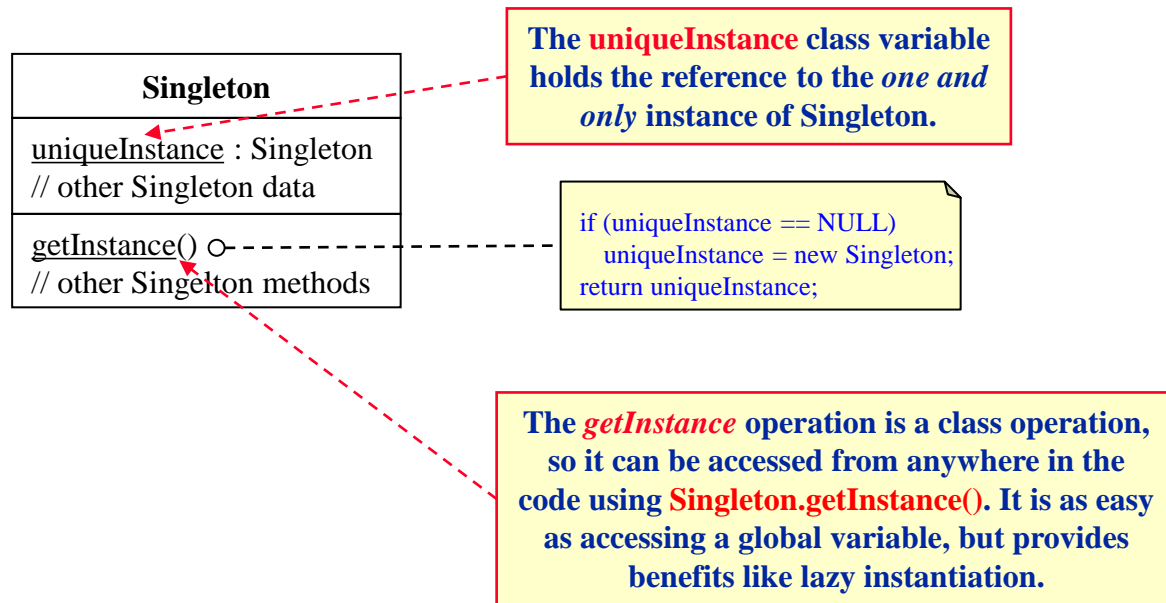 The uniqueInstance class variable
holds the reference to the one and
only instance of Singleton.
Singleton
uniqueInstance : Singleton
// other Singleton data
getInstance()
// other Singelton methods
if (uniqueInstance == NULL)
uniqueInstance = new Singleton;
return uniqueInstance;
The getInstance operation is a class operation,
so it can be accessed from anywhere in the
code using Singleton.getInstance(). It is as easy
as accessing a global variable, but provides
benefits like lazy instantiation.